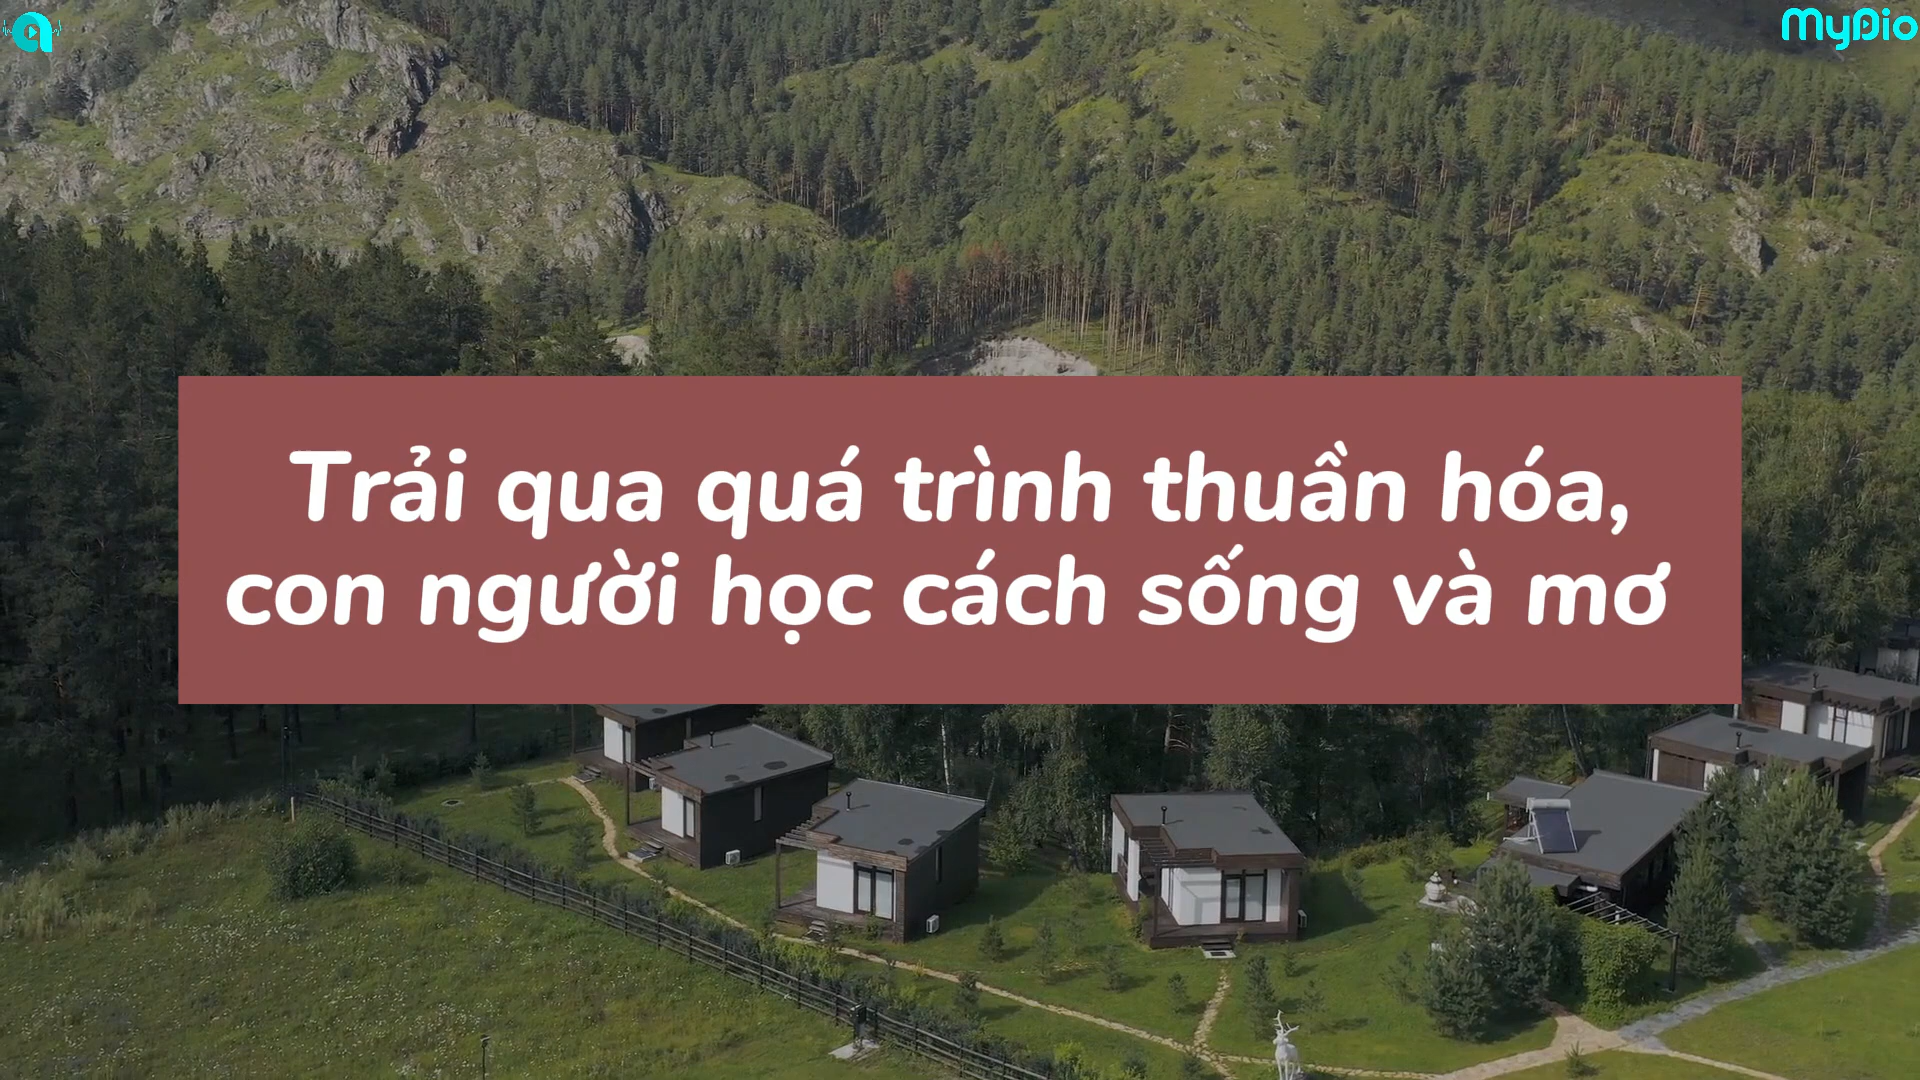 MyDio
Trải qua quá trình thuần hóa,
con người học cách sống và mơ